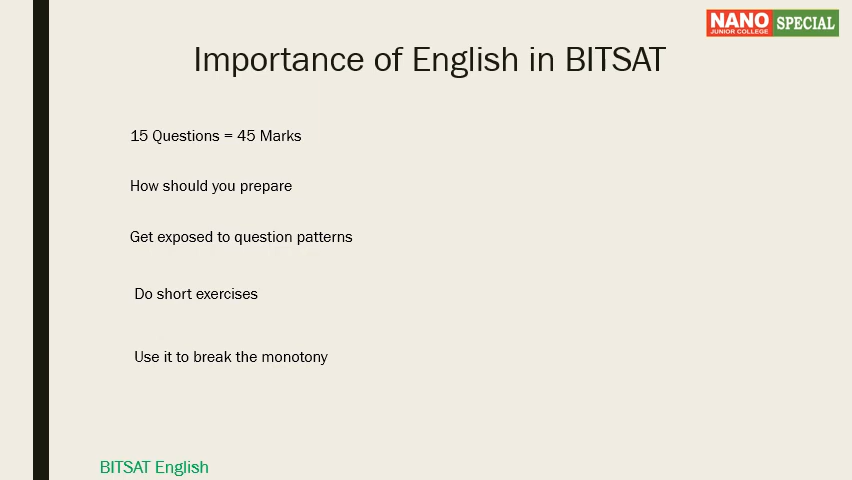 NANO SPECIAL
JUNIOR COLLEGE
Importance of English in BITSAT
15 Questions = 45 Marks
How should you prepare
Get exposed to question patterns
Do short exercises
Use it to break the monotony
BITSAT English